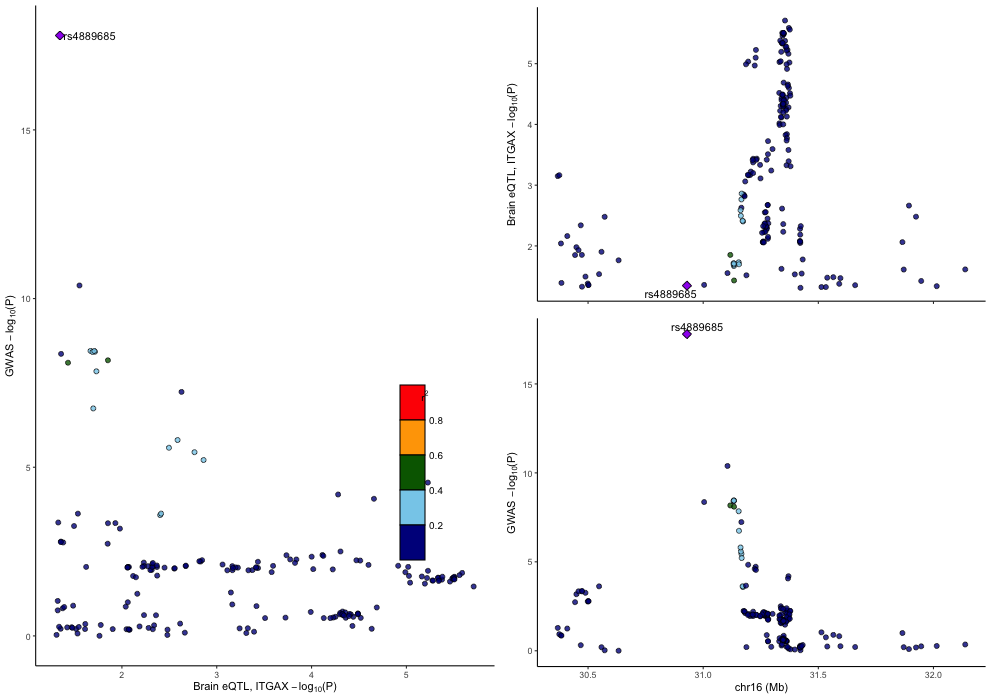 rs4889685
15
10
5
0
GWAS −log10(P)
2
3
4
5
Brain eQTL, ITGAX −log10(P)
r2
0.8
0.6
0.4
0.2
5
4
3
2
Brain eQTL, ITGAX −log10(P)
rs4889685
rs4889685
15
10
5
0
GWAS −log10(P)
30.5
31.0
31.5
32.0
chr16 (Mb)